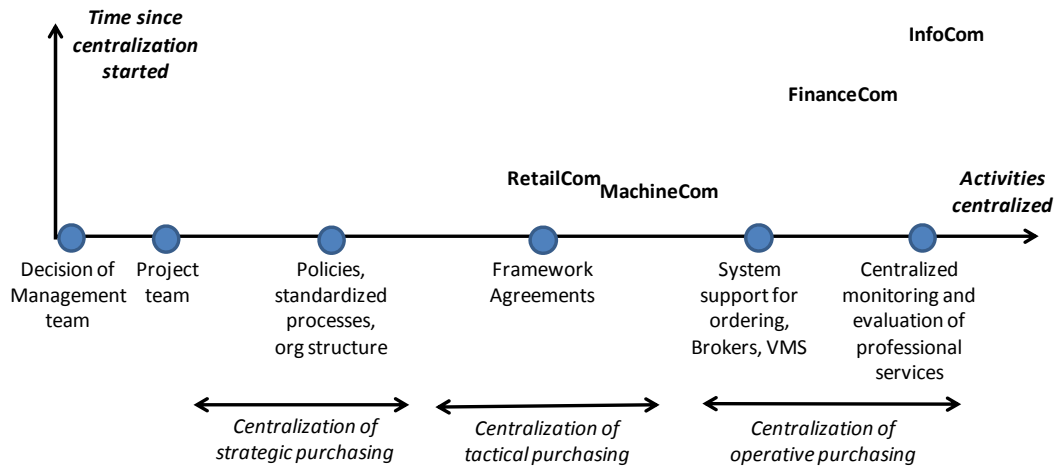 Time since
centralization
started
InfoCom
FinanceCom
RetailCom
MachineCom
Activities
centralized
Decision of
Management
team
Project
team
Policies,
standardized
processes,
org structure
Framework
Agreements
System
support for
ordering,
Brokers, VMS
Centralized
monitoring and
evaluation of
professional
services
Centralization of
strategic purchasing
Centralization of
tactical purchasing
Centralization of
operative purchasing